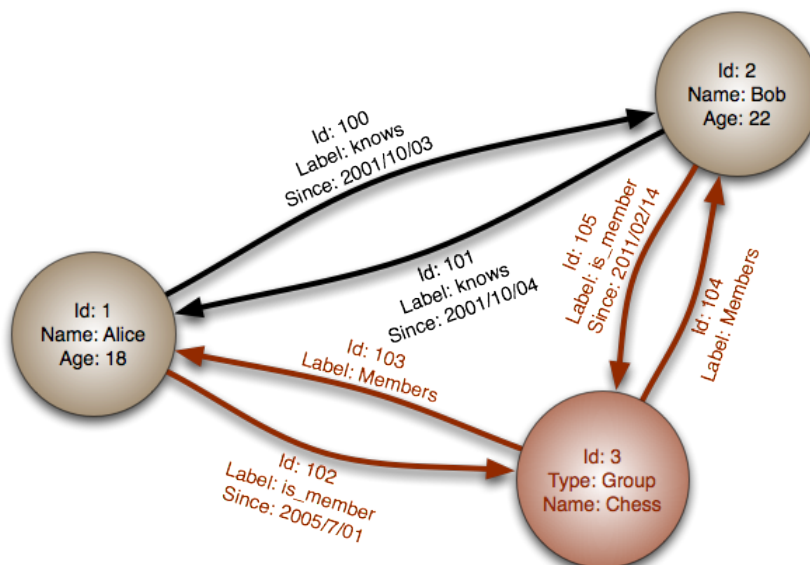 Id: 2
Name: Bob
Age: 22
Id: 100
Label: knows
Since: 2001/10/03
Id: 101
Label: knows
Since: 2001/10/04
Id: 105
Label: is_member
Since: 2011/02/14
Id: 104
Label: Members
Id: 1
Name: Alice
Age: 18
Id: 103
Label: Members
Id: 102
Label: is_member
Since: 2005/7/01
Id: 3
Type: Group
Name: Chess